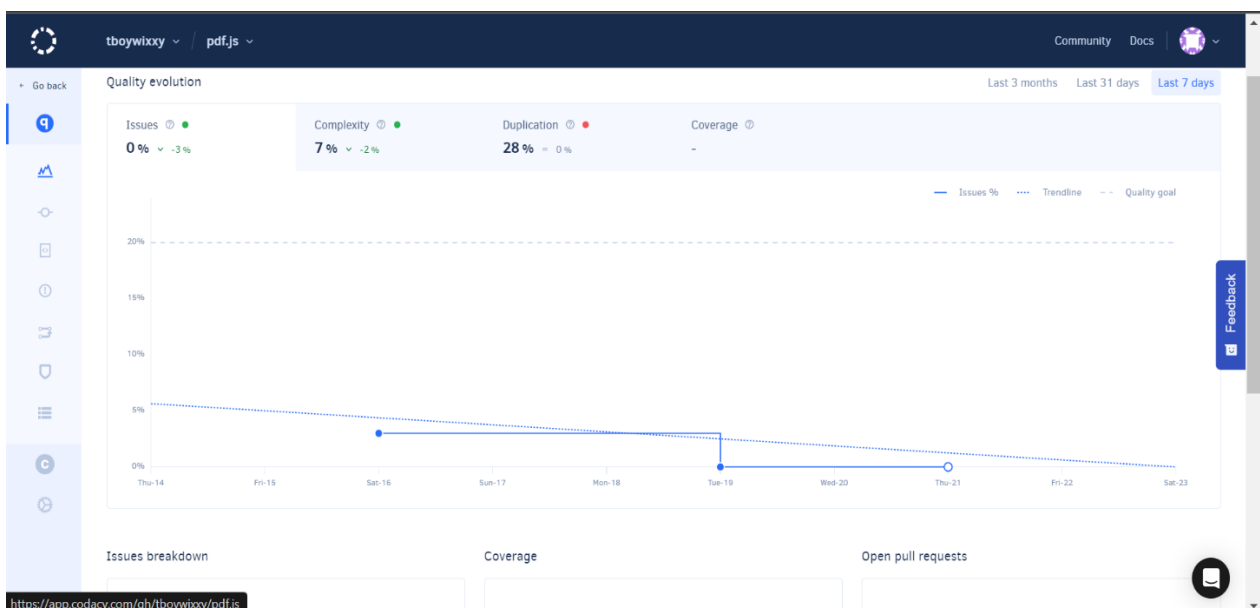 tboywixxy / pdf.js
Community Docs
← Go back
Quality evolution
Last 3 months Last 31 days Last 7 days
Issues Complexity Duplication Coverage
0% -3% 7% -2% 28% = 0% -
Issues % Trendline Quality goal
20%
15%
10%
5%
0%
Thu-14 Fri-15 Sat-16 Sun-17 Mon-18 Tue-19 Wed-20 Thu-21 Fri-22 Sat-23
Feedback
Issues breakdown Coverage Open pull requests
https://app.codacy.com/gh/tboywixxy/pdf.js